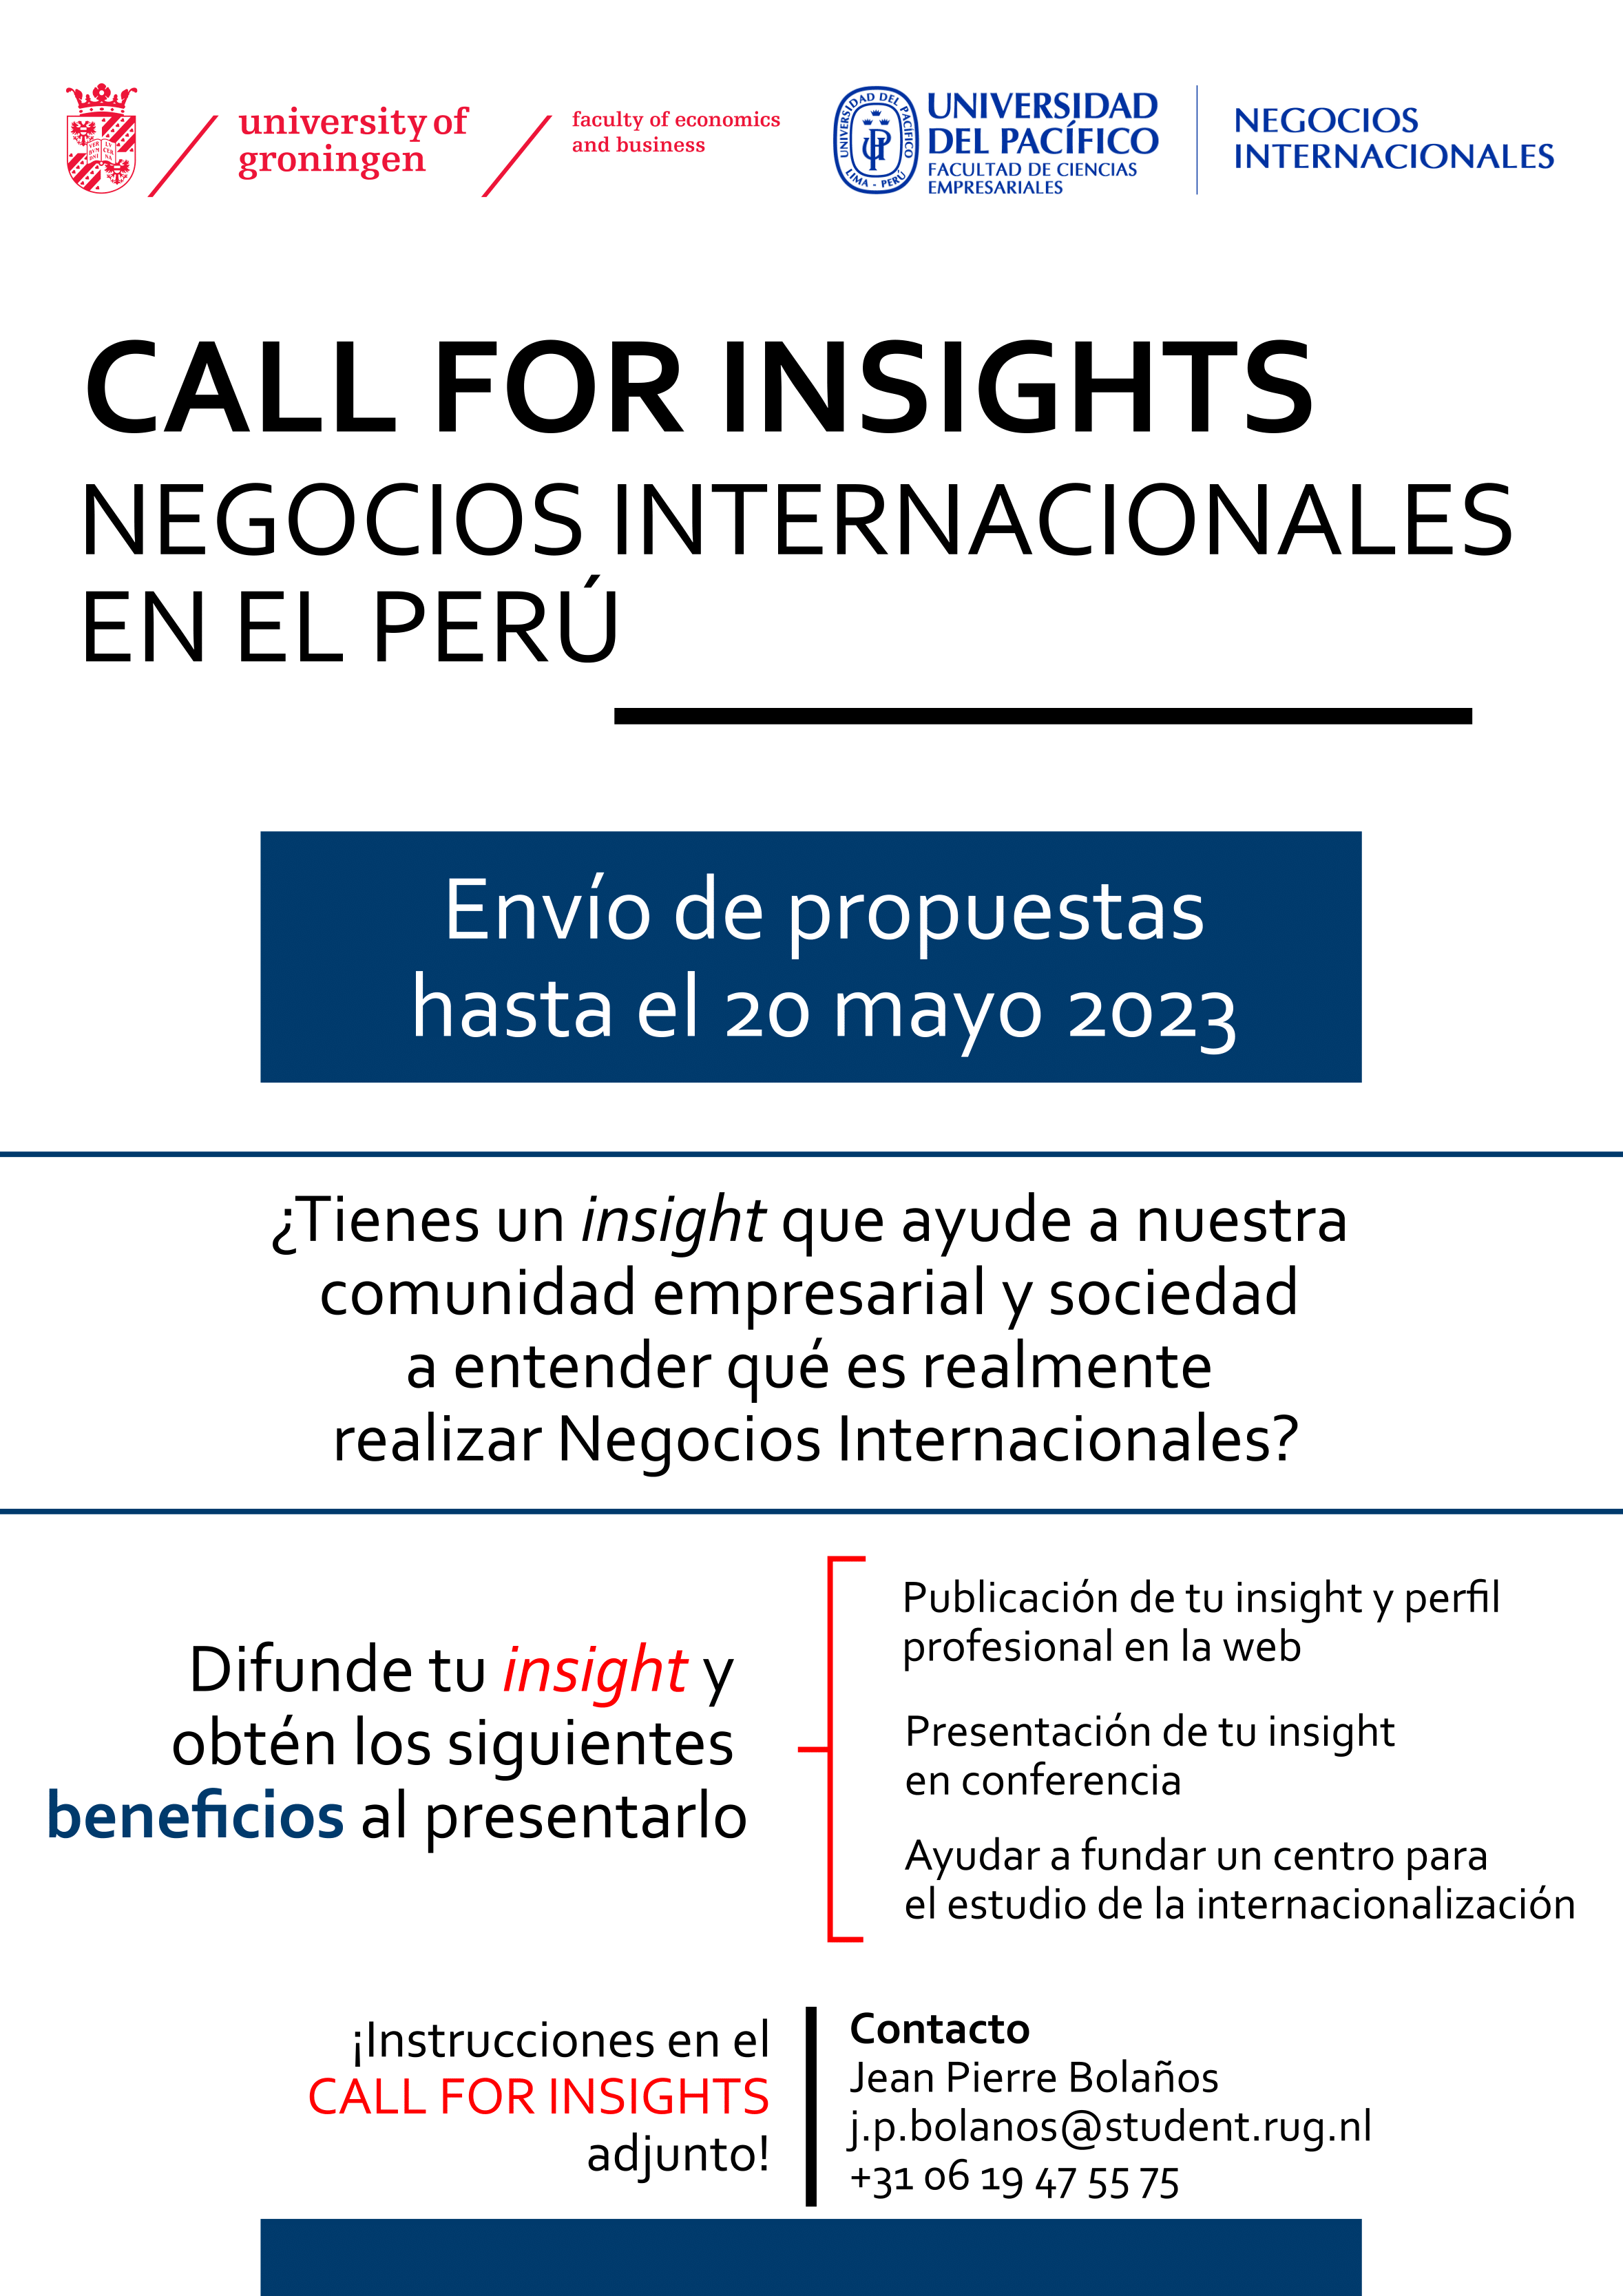 university of
groningen
faculty of economics
and business
UNIVERSIDAD DEL PACIFICO
LIMA - PERÚ
UNIVERSIDAD
DEL PACÍFICO
FACULTAD DE CIENCIAS
EMPRESARIALES
NEGOCIOS
INTERNACIONALES
CALL FOR INSIGHTS
NEGOCIOS INTERNACIONALES
EN EL PERÚ
Envío de propuestas
hasta el 20 mayo 2023
¿Tienes un insight que ayude a nuestra
comunidad empresarial y sociedad
a entender qué es realmente
realizar Negocios Internacionales?
Difunde tu insight y
obtén los siguientes
beneficios al presentarlo
Publicación de tu insight y perfil
profesional en la web
Presentación de tu insight
en conferencia
Ayudar a fundar un centro para
el estudio de la internacionalización
¡Instrucciones en el
CALL FOR INSIGHTS
adjunto!
Contacto
Jean Pierre Bolaños
j.p.bolanos@student.rug.nl
+31 06 19 47 55 75